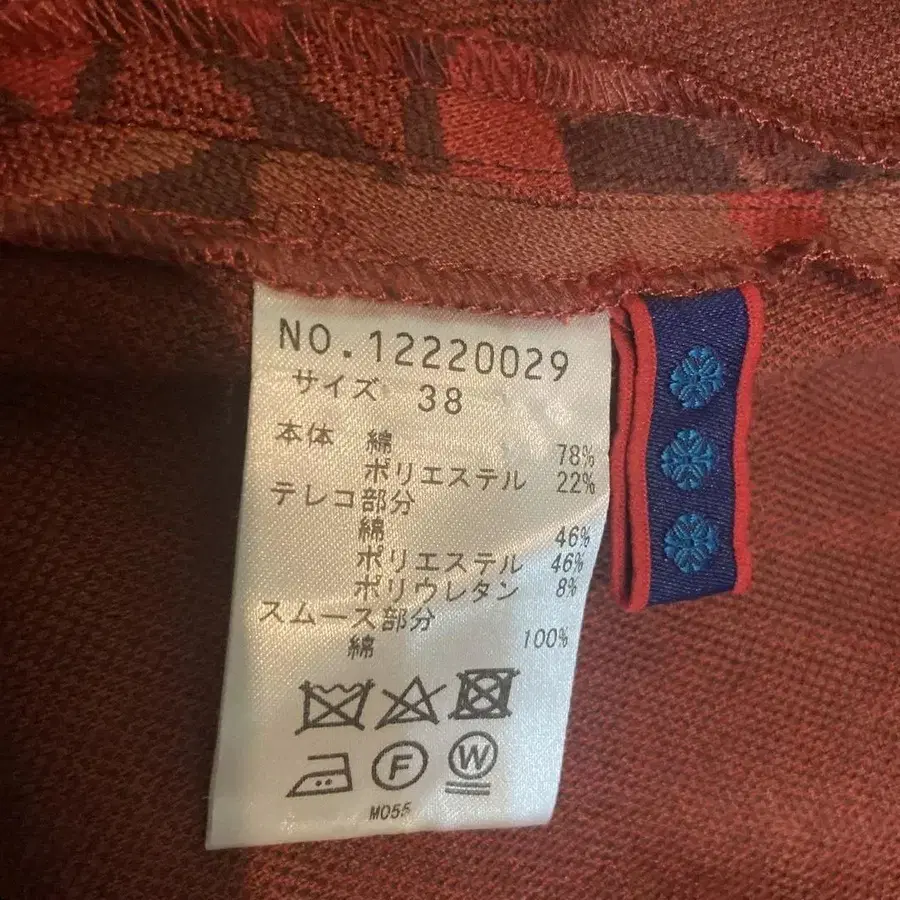 NO.12220029
サイズ 38
本体 綿 78%
ポリエステル 22%
テレコ部分
綿 46%
ポリエステル 46%
ポリウレタン 8%
スムース部分
綿 100%
F W
M055